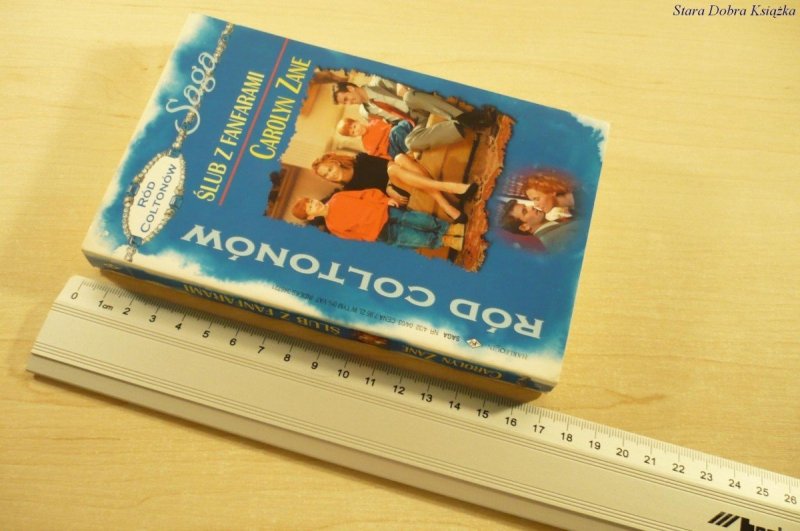 Stara Dobra Książka
Saga
RÓD
COLTONÓW
ŚLUB Z FANFARAMI
CAROLYN ZANE
RÓD COLTONÓW
SAGA
ŚLUB Z FANFARAMI
CAROLYN ZANE
0 1cm 2 3 4 5 6 7 8 9 10 11 12 13 14 15 16 17 18 19 20 21 22 23 24 25 26